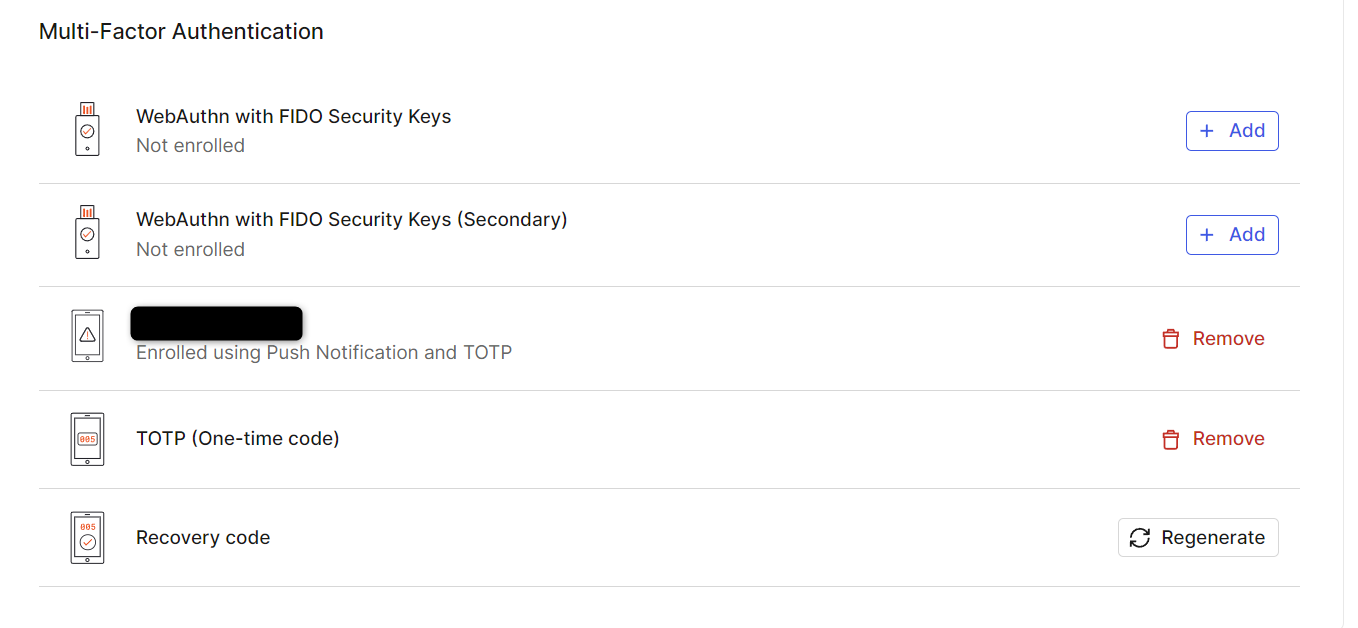 Multi-Factor Authentication
WebAuthn with FIDO Security Keys
Not enrolled
+ Add
WebAuthn with FIDO Security Keys (Secondary)
Not enrolled
+ Add
Enrolled using Push Notification and TOTP
Remove
005
TOTP (One-time code)
Remove
005
Recovery code
Regenerate